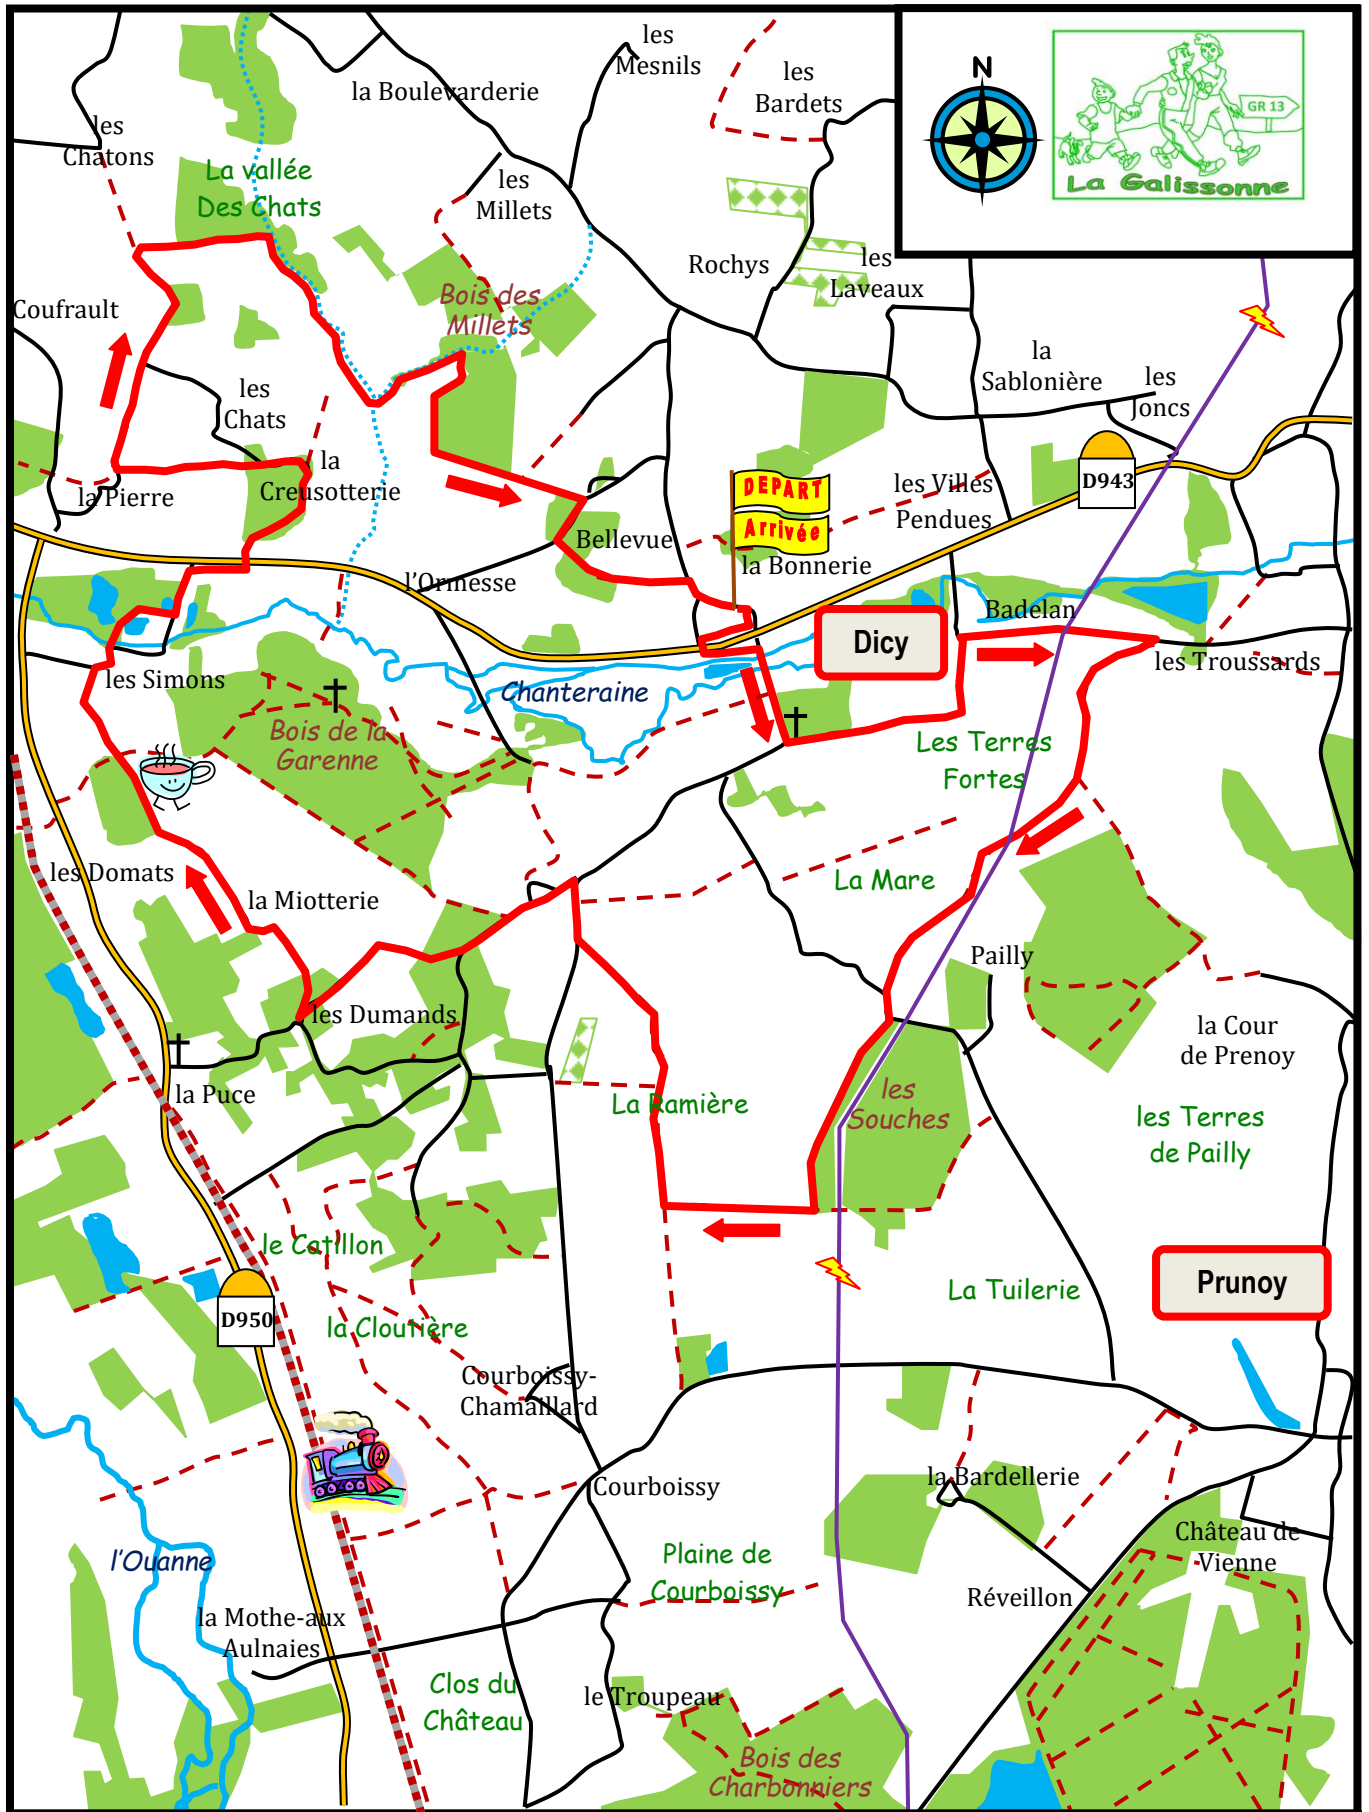 les
Mesnils
la Boulevarderie
les
Bardets
N
GR 13
La Galissonne
les
Chatons
La vallée
Des Chats
les
Millets
Rochys
les
Laveaux
Coufrault
Bois des
Millets
la
Sablonière
les
Joncs
les
Chats
la
Creusotterie
la Pierre
DEPART
Arrivée
les Villes
Pendues
D943
Bellevue
la Bonnerie
l'Ormesse
Badelan
Dicy
les Troussards
les Simons
Chanteraine
Bois de la
Garenne
Les Terres
Fortes
les Domats
la Miotterie
La Mare
Pailly
les Dumands
la Cour
de Prenoy
la Puce
La Ramière
les
Souches
les Terres
de Pailly
le Catillon
Prunoy
La Tuilerie
D950
la Cloutière
Courboissy-
Chamaillard
Courboissy
la Bardellerie
Château de
Vienne
l'Ouanne
Plaine de
Courboissy
Réveillon
la Mothe-aux
Aulnaies
Clos du
Château
le Troupeau
Bois des
Charbonniers